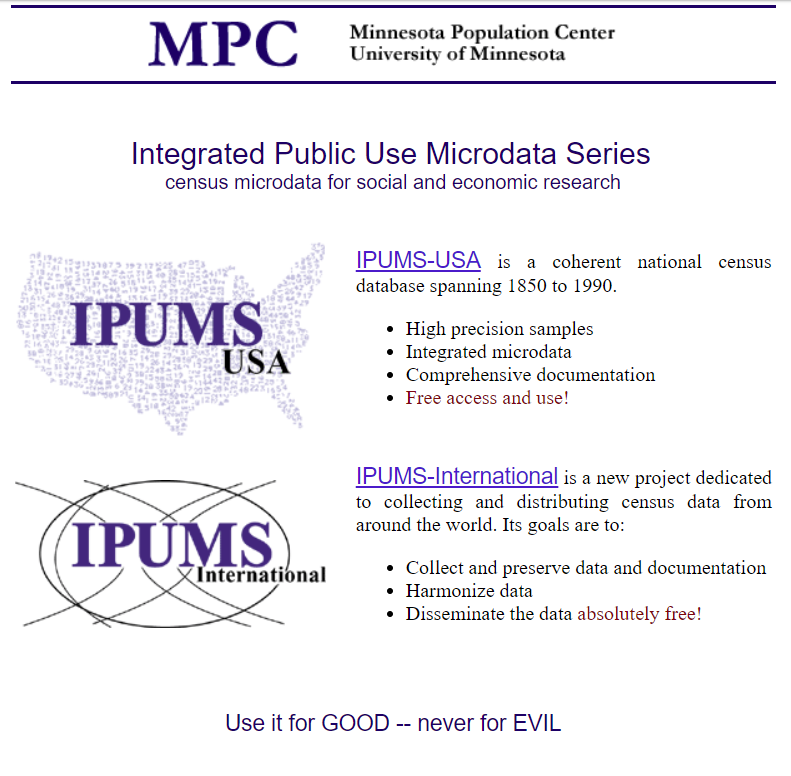 MPC
Minnesota Population Center
University of Minnesota
Integrated Public Use Microdata Series
census microdata for social and economic research
IPUMS
USA
IPUMS-USA is a coherent national census
database spanning 1850 to 1990.
• High precision samples
• Integrated microdata
• Comprehensive documentation
• Free access and use!
IPUMS
International
IPUMS-International is a new project dedicated
to collecting and distributing census data from
around the world. Its goals are to:
• Collect and preserve data and documentation
• Harmonize data
• Disseminate the data absolutely free!
Use it for GOOD -- never for EVIL